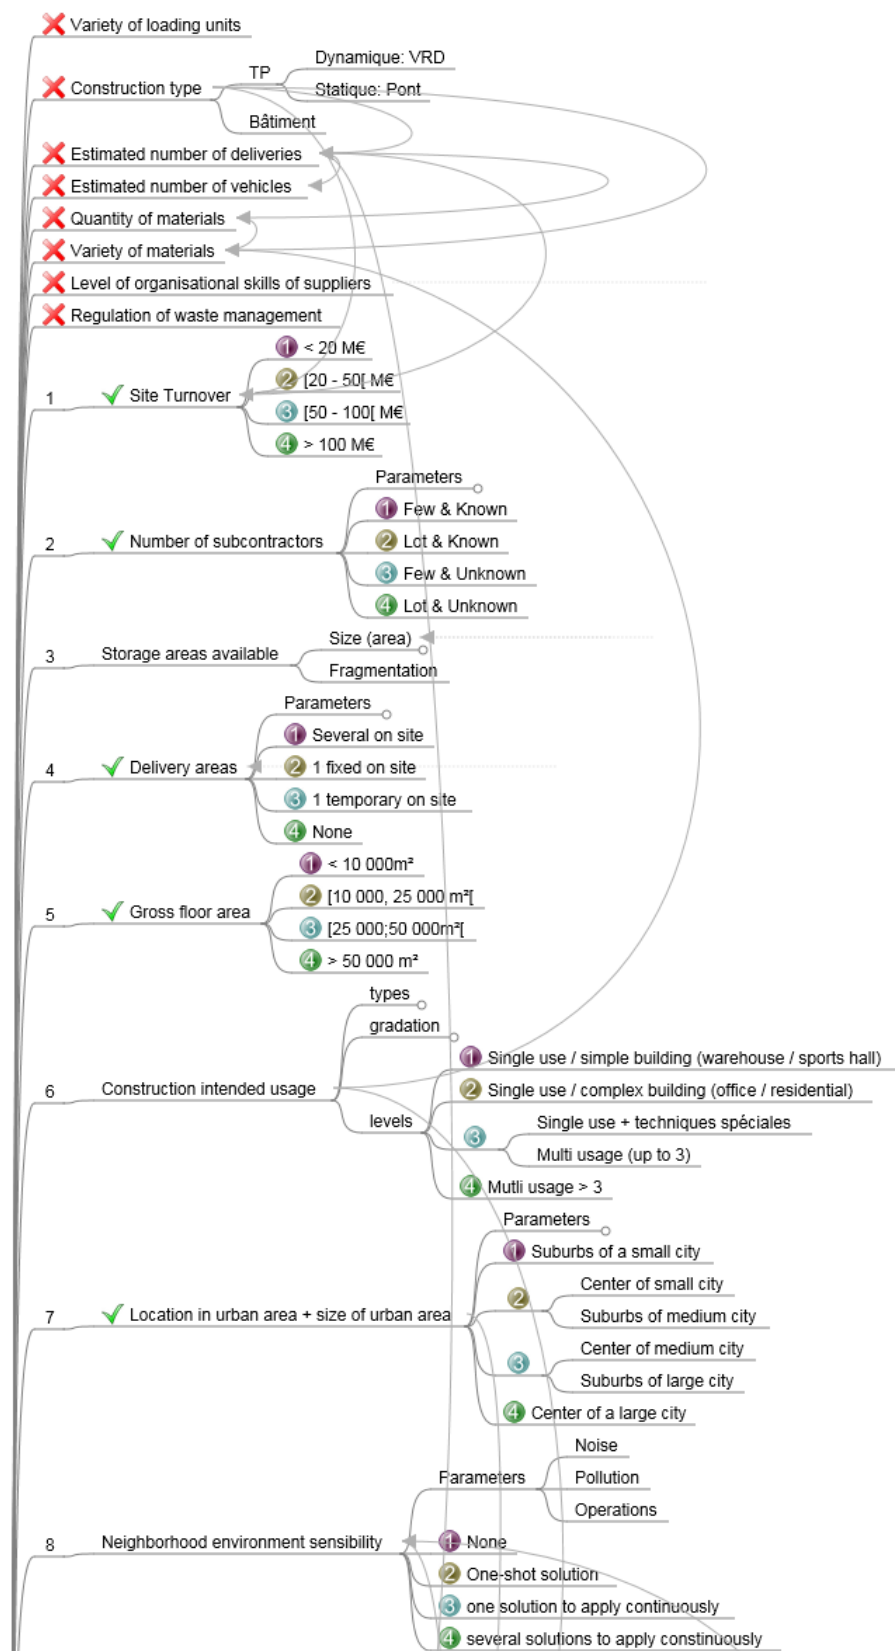 Variety of loading units
Construction type
TP
Dynamique: VRD
Statique: Pont
Bâtiment
Estimated number of deliveries
Estimated number of vehicles
Quantity of materials
Variety of materials
Level of organisational skills of suppliers
Regulation of waste management
1
Site Turnover
1 < 20 M€
2 [20 - 50[ M€
3 [50 - 100[ M€
4 > 100 M€
2
Number of subcontractors
Parameters
1 Few & Known
2 Lot & Known
3 Few & Unknown
4 Lot & Unknown
3
Storage areas available
Size (area)
Fragmentation
4
Delivery areas
Parameters
1 Several on site
2 1 fixed on site
3 1 temporary on site
4 None
5
Gross floor area
1 < 10 000m²
2 [10 000, 25 000 m²[
3 [25 000;50 000m²[
4 > 50 000 m²
6
Construction intended usage
types
gradation
levels
1 Single use / simple building (warehouse / sports hall)
2 Single use / complex building (office / residential)
3
Single use + techniques spéciales
Multi usage (up to 3)
4 Mutli usage > 3
7
Location in urban area + size of urban area
Parameters
1 Suburbs of a small city
2
Center of small city
Suburbs of medium city
3
Center of medium city
Suburbs of large city
4 Center of a large city
8
Neighborhood environment sensibility
Parameters
Noise
Pollution
Operations
1 None
2 One-shot solution
3 one solution to apply continuously
4 several solutions to apply constinuously